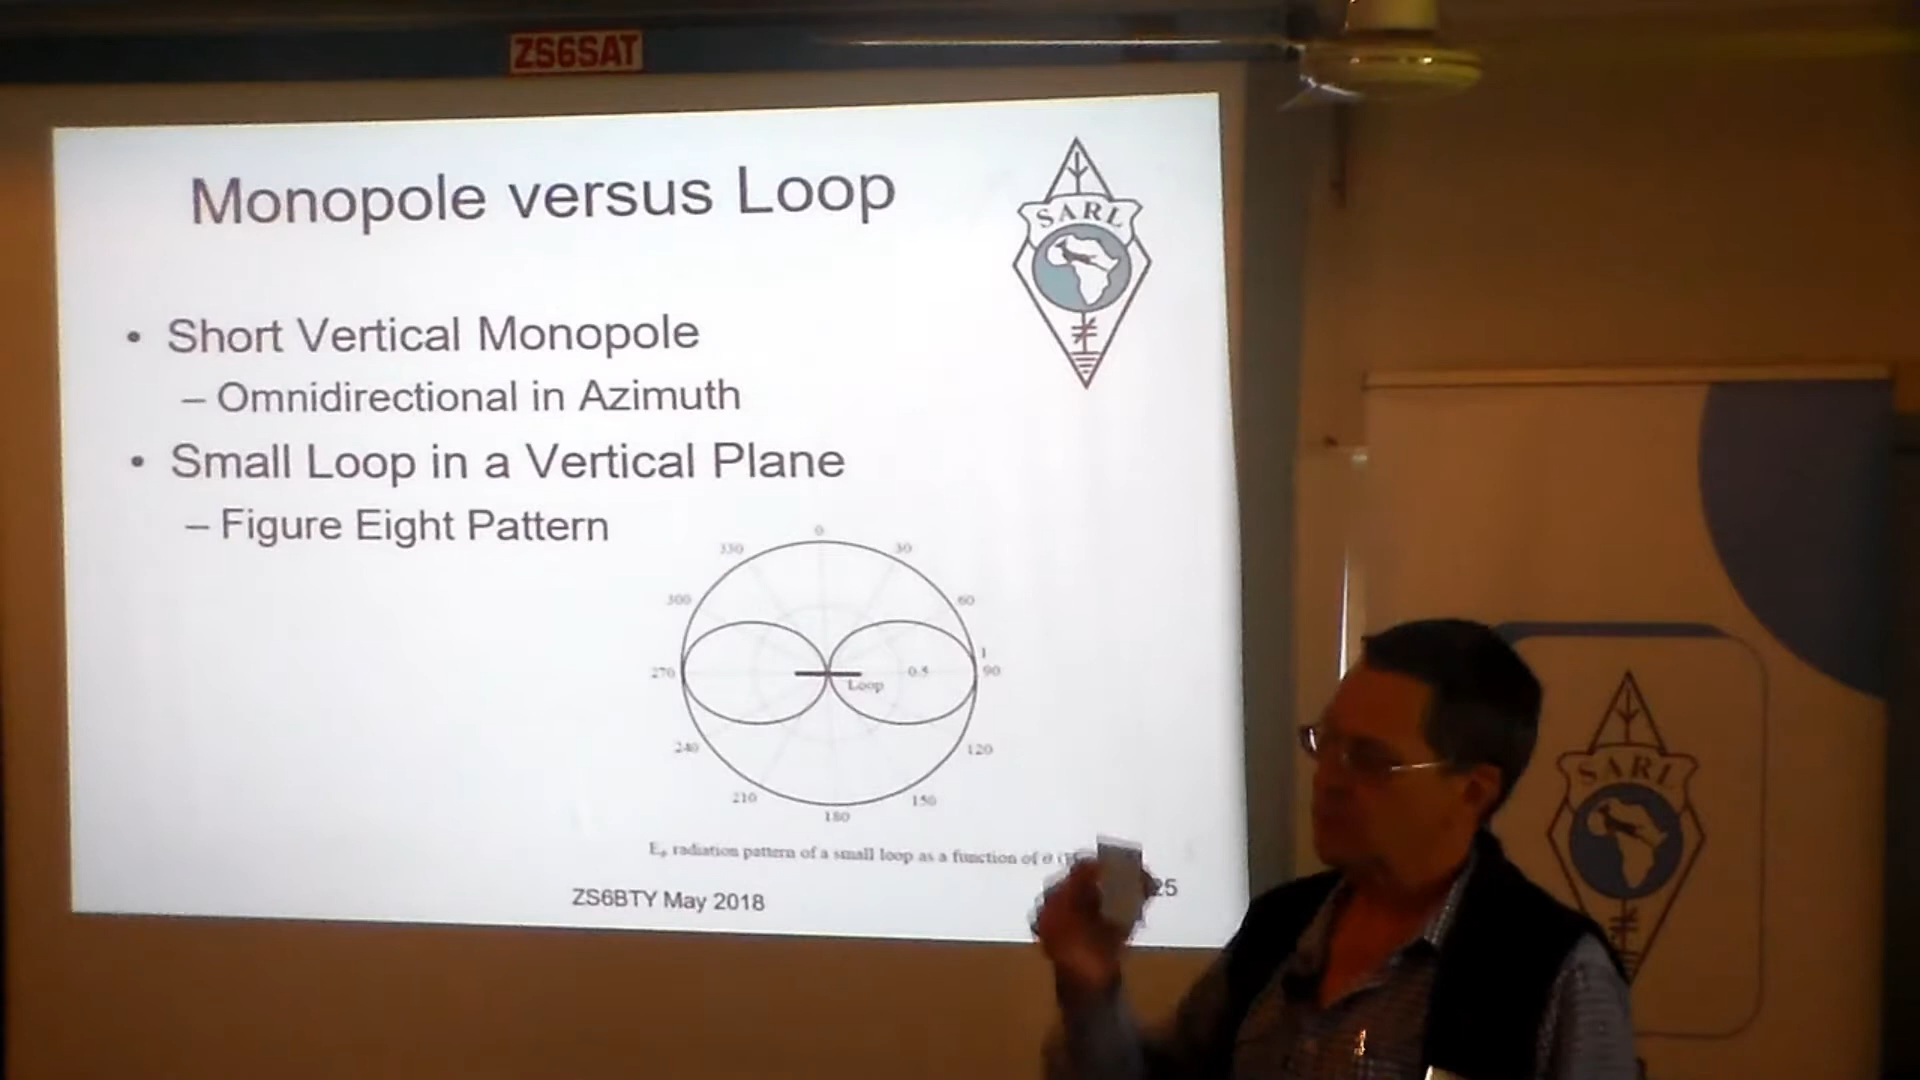 ZS6SAT
Monopole versus Loop
SARL
• Short Vertical Monopole
– Omnidirectional in Azimuth
• Small Loop in a Vertical Plane
– Figure Eight Pattern
0
330
30
300
60
1
270
0.5
90
Loop
240
120
210
150
180
radiation pattern of a small loop as a function of
ZS6BTY May 2018
25
SARL